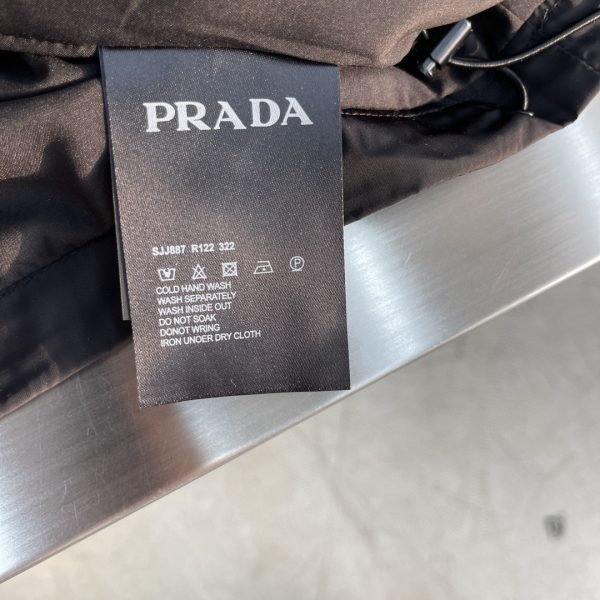 PRADA
SJJ887 R122 322
COLD HAND WASH
WASH SEPARATELY
WASH INSIDE OUT
DO NOT SOAK
DONOT WRING
IRON UNOER DRY CLOTH